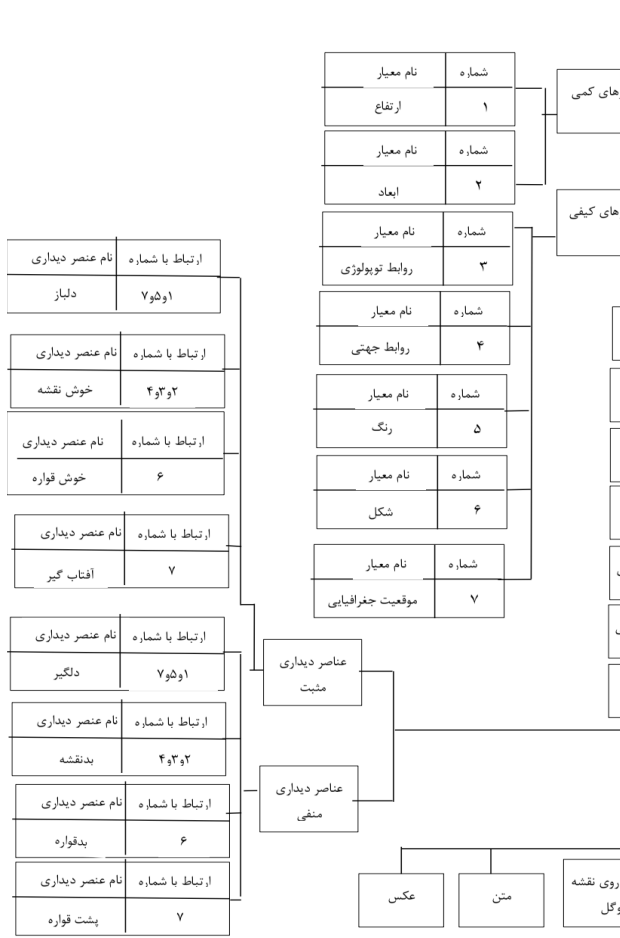 شماره نام معیار
۱ ارتفاع
شماره نام معیار
۲ ابعاد
های کمی
های کیفی
شماره نام معیار
۳ روابط توپولوژی
شماره نام معیار
۴ روابط جهتی
شماره نام معیار
۵ رنگ
شماره نام معیار
۶ شکل
شماره نام معیار
۷ موقعیت جغرافیایی
ارتباط با شماره نام عنصر دیداری
۱و۵و۷ دلباز
ارتباط با شماره نام عنصر دیداری
۲و۳و۴ خوش نقشه
ارتباط با شماره نام عنصر دیداری
۶ خوش قواره
ارتباط با شماره نام عنصر دیداری
۷ آفتاب گیر
ارتباط با شماره نام عنصر دیداری
۱و۵و۷ دلگیر
ارتباط با شماره نام عنصر دیداری
۲و۳و۴ بدنقشه
ارتباط با شماره نام عنصر دیداری
۶ بدقواره
ارتباط با شماره نام عنصر دیداری
۷ پشت قواره
عناصر دیداری
مثبت
عناصر دیداری
منفی
روی نقشه
وگل
متن
عکس